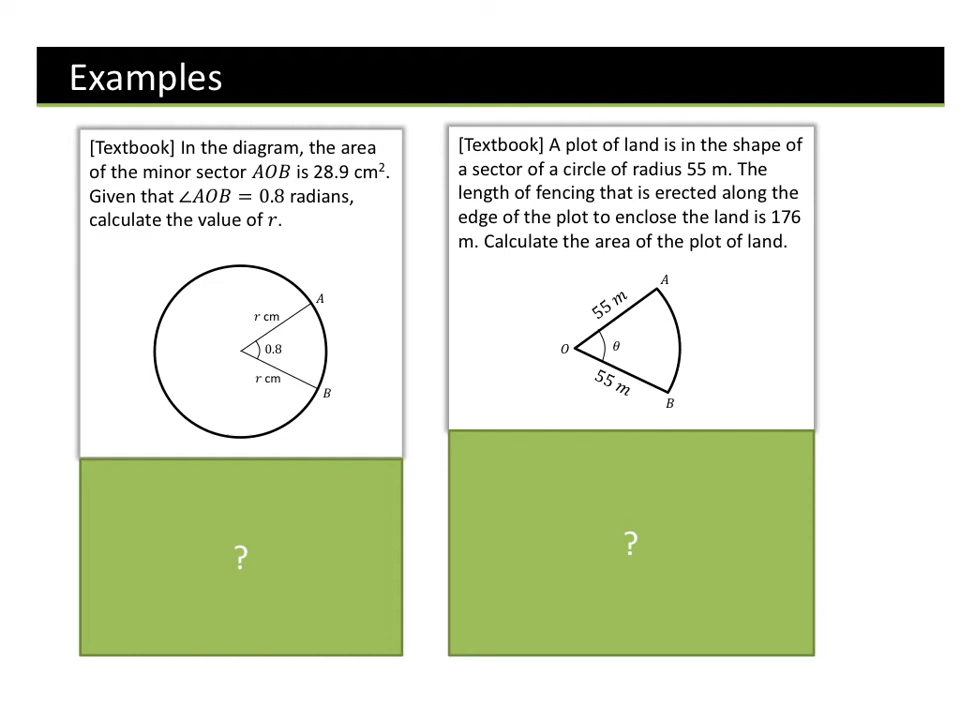 Examples
[Textbook] In the diagram, the area
of the minor sector AOB is 28.9 cm².
Given that ∠AOB = 0.8 radians,
calculate the value of r.
A
r cm
0.8
r cm
B
?
[Textbook] A plot of land is in the shape of
a sector of a circle of radius 55 m. The
length of fencing that is erected along the
edge of the plot to enclose the land is 176
m. Calculate the area of the plot of land.
A
55 m
O
θ
55 m
B
?